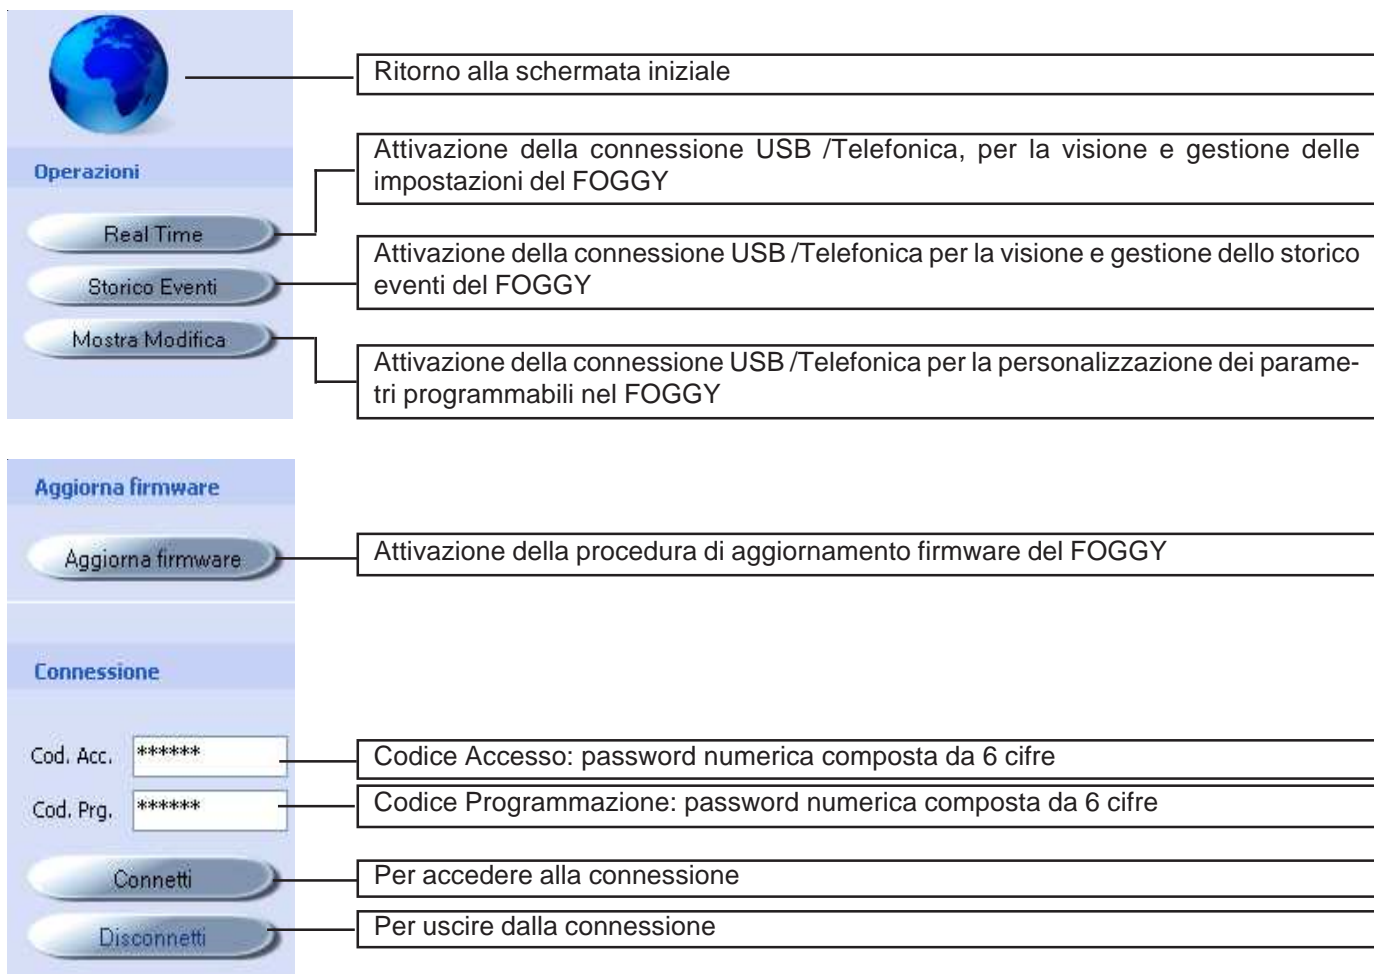 Ritorno alla schermata iniziale
Operazioni
Attivazione della connessione USB /Telefonica, per la visione e gestione delle
impostazioni del FOGGY
Real Time
Attivazione della connessione USB /Telefonica per la visione e gestione dello storico
eventi del FOGGY
Storico Eventi
Mostra Modifica
Attivazione della connessione USB /Telefonica per la personalizzazione dei parame-
tri programmabili nel FOGGY
Aggiorna firmware
Aggiorna firmware
Attivazione della procedura di aggiornamento firmware del FOGGY
Connessione
Cod. Acc. ******
Codice Accesso: password numerica composta da 6 cifre
Cod. Prg. ******
Codice Programmazione: password numerica composta da 6 cifre
Connetti
Per accedere alla connessione
Disconnetti
Per uscire dalla connessione